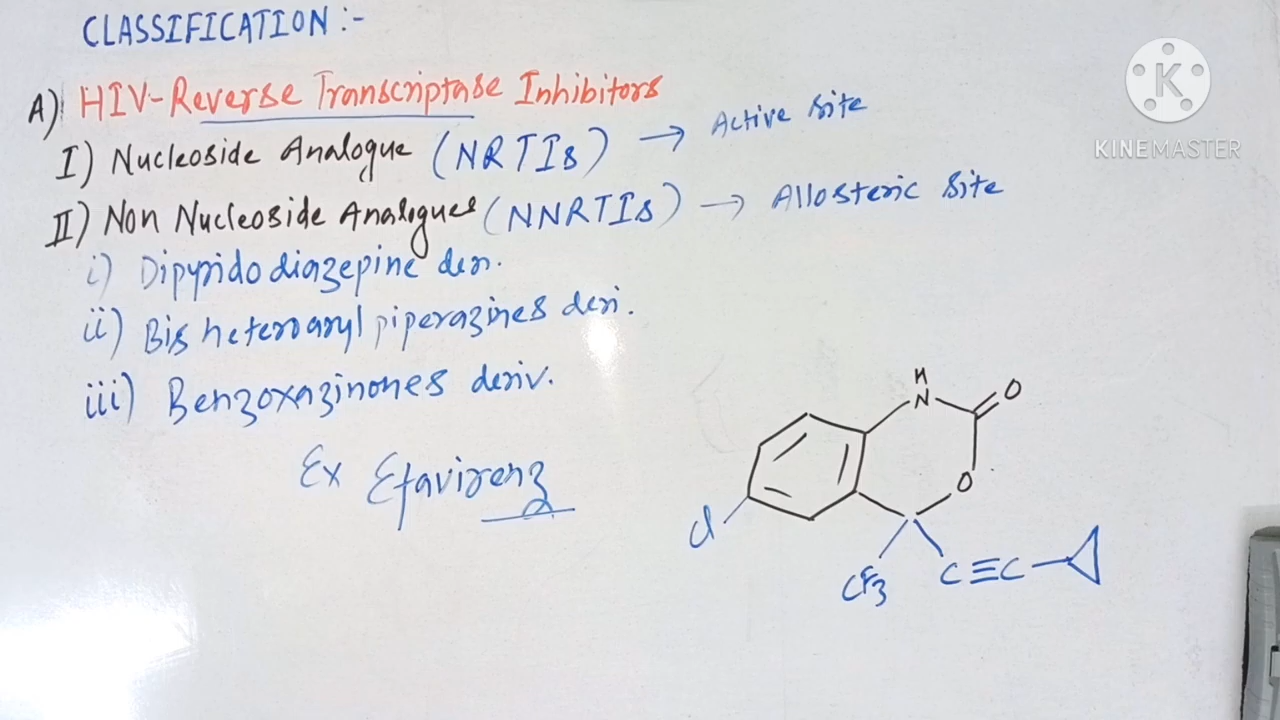 CLASSIFICATION :-
A) HIV-Reverse Transcriptase Inhibitors
I) Nucleoside Analogue (NRTIs) → Active site
II) Non Nucleoside Analogues (NNRTIs) → Allosteric site
i) Dipyrido diazepine deri.
ii) Bis heteroaryl piperazines deri.
iii) Benzoxazinones deriv.
Ex Efavirenz
H
N
O
O
Cl
CF3
C≡C
K
KINEMASTER